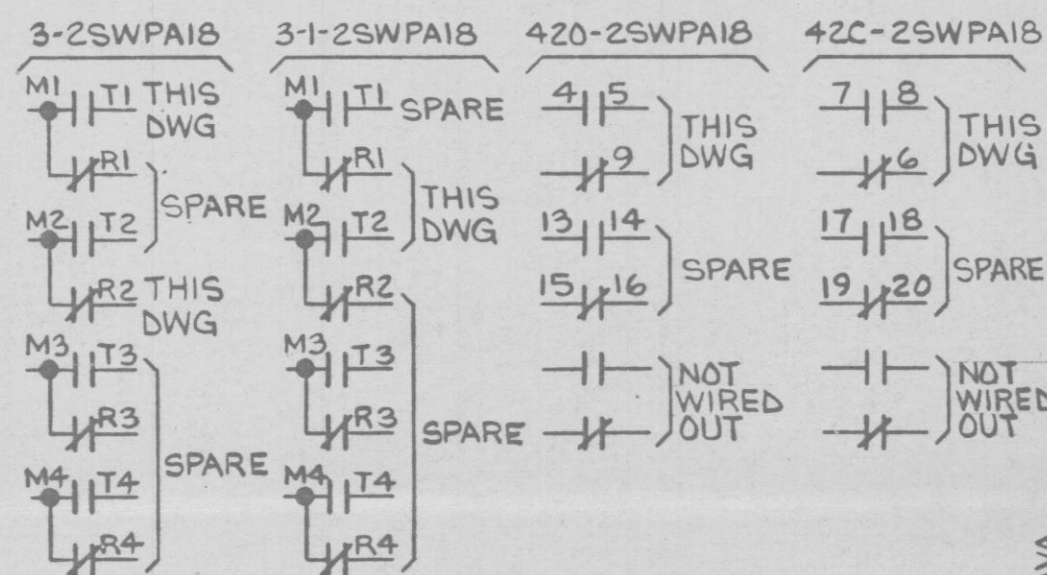 3-2SWPA18 3-1-2SWPA18 420-2SWPA18 42C-2SWPA18
M1 T1 THIS DWG
R1
M2 T2
SPARE
R2 THIS DWG
M3 T3
R3
M4 T4
R4
SPARE
M1 T1 SPARE
R1
M2 T2
THIS DWG
R2
M3 T3
R3
M4 T4
R4
SPARE
4 5
9
THIS DWG
13 14
15 16
SPARE
NOT WIRED OUT
7 8
6
THIS DWG
17 18
19 20
SPARE
NOT WIRED OUT